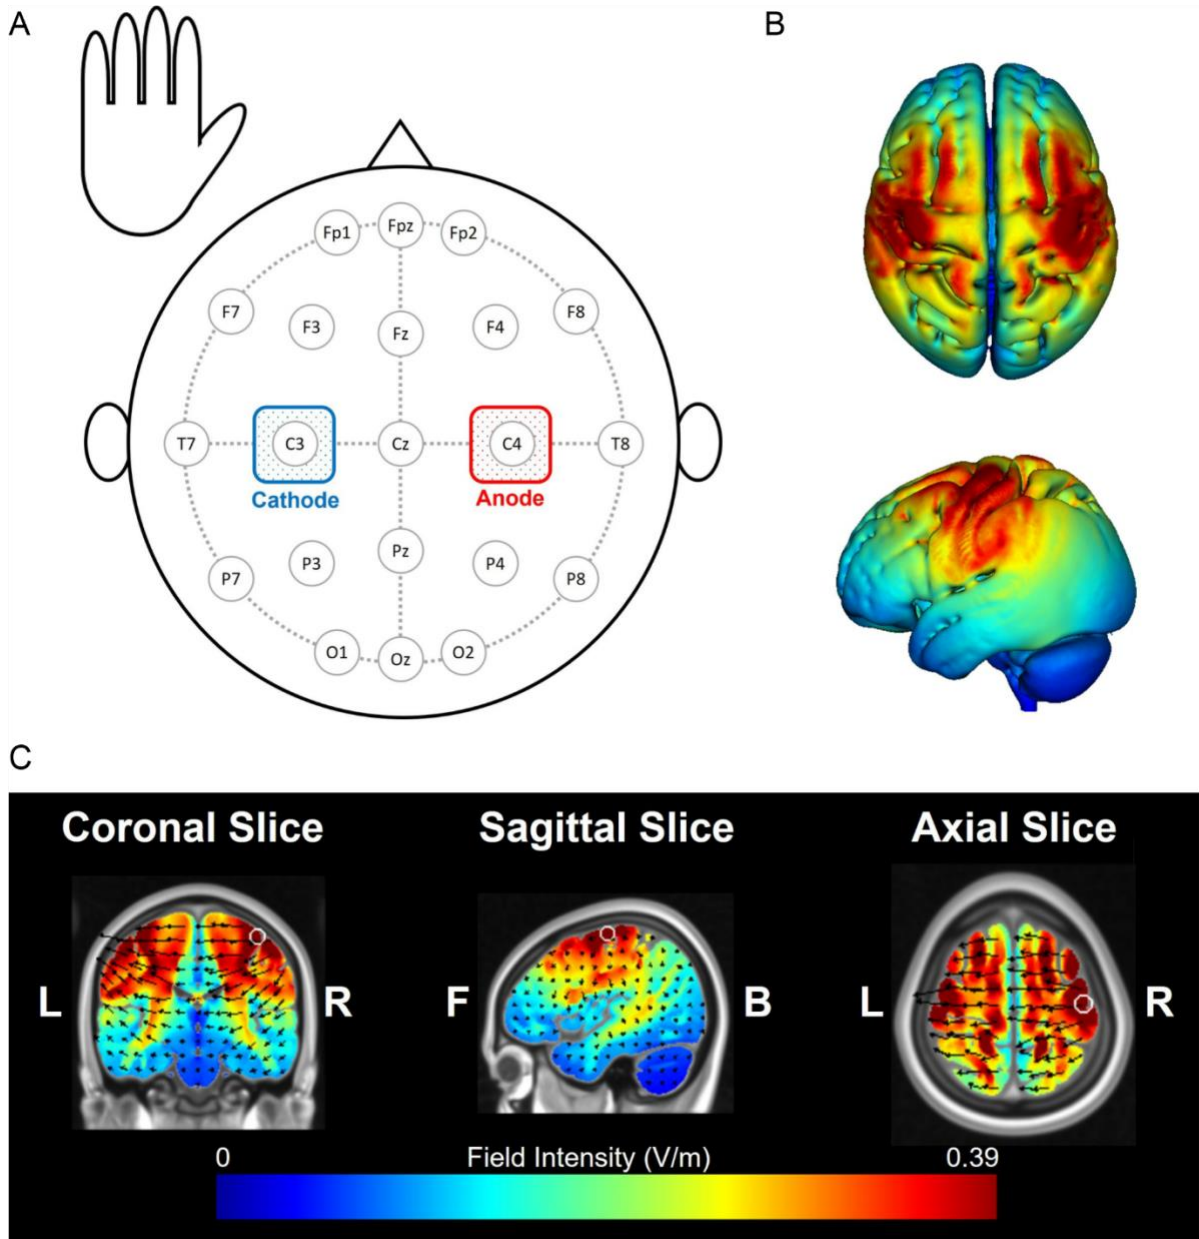 A
B
Fp1 Fpz Fp2
F7 F3 Fz F4 F8
T7 C3 Cz C4 T8
Cathode Anode
P7 P3 Pz P4 P8
O1 Oz O2
C
Coronal Slice Sagittal Slice Axial Slice
L R F B L R
0 Field Intensity (V/m) 0.39